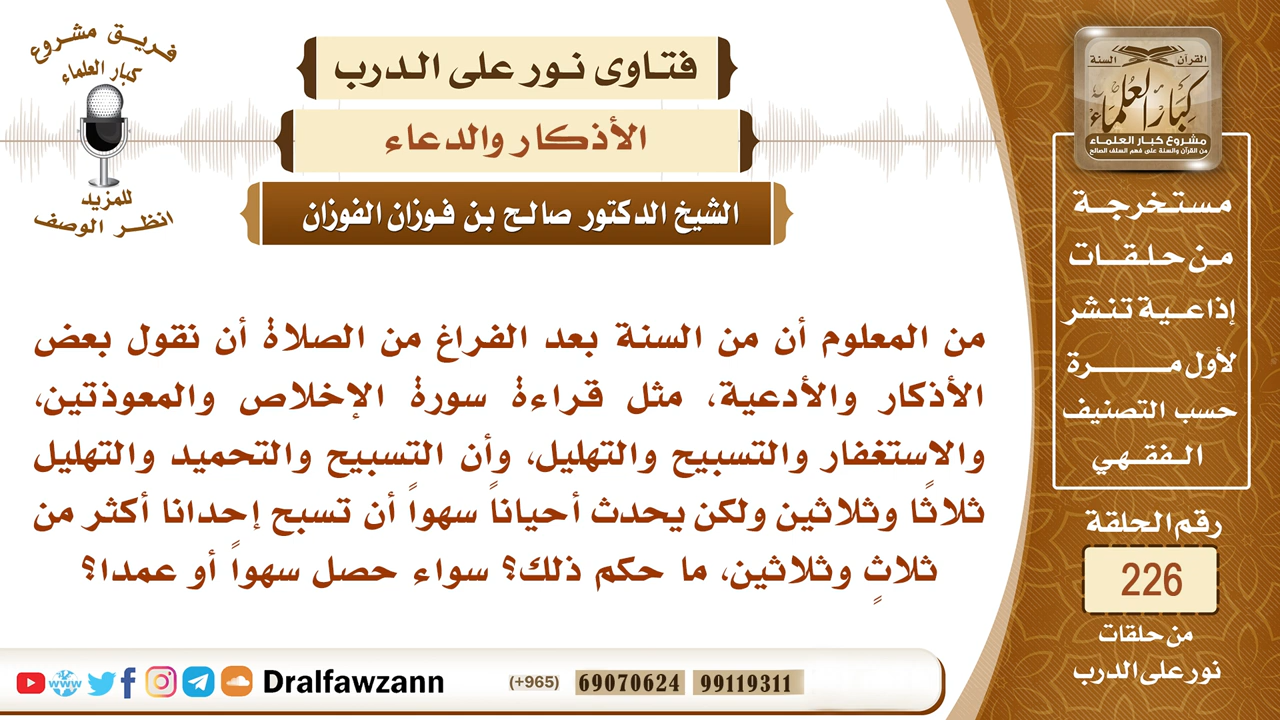 فريق مشروع
كبار العلماء
للمزيد
انظر الوصف
فتاوى نور على الدرب
الأذكار والدعاء
الشيخ الدكتور صالح بن فوزان الفوزان
من المعلوم أن من السنة بعد الفراغ من الصلاة أن نقول بعض
الأذكار والأدعية، مثل قراءة سورة الإخلاص والمعوذتين،
والاستغفار والتسبيح والتهليل، وأن التسبيح والتحميد والتهليل
ثلاثًا وثلاثين ولكن يحدث أحياناً سهواً أن تسبح إحدانا أكثر من
ثلاثٍ وثلاثين، ما حكم ذلك؟ سواء حصل سهواً أو عمدا؟
القرآن السنة
كبار العلماء
مشروع كبار العلماء
من القرآن والسنة على فهم السلف الصالح
مستخرجة
من حلقات
إذاعية تنشر
لأول مرة
حسب التصنيف
الفقهي
رقم الحلقة
226
من حلقات
نور على الدرب
www Dralfawzann (+965) 69070624 99119311